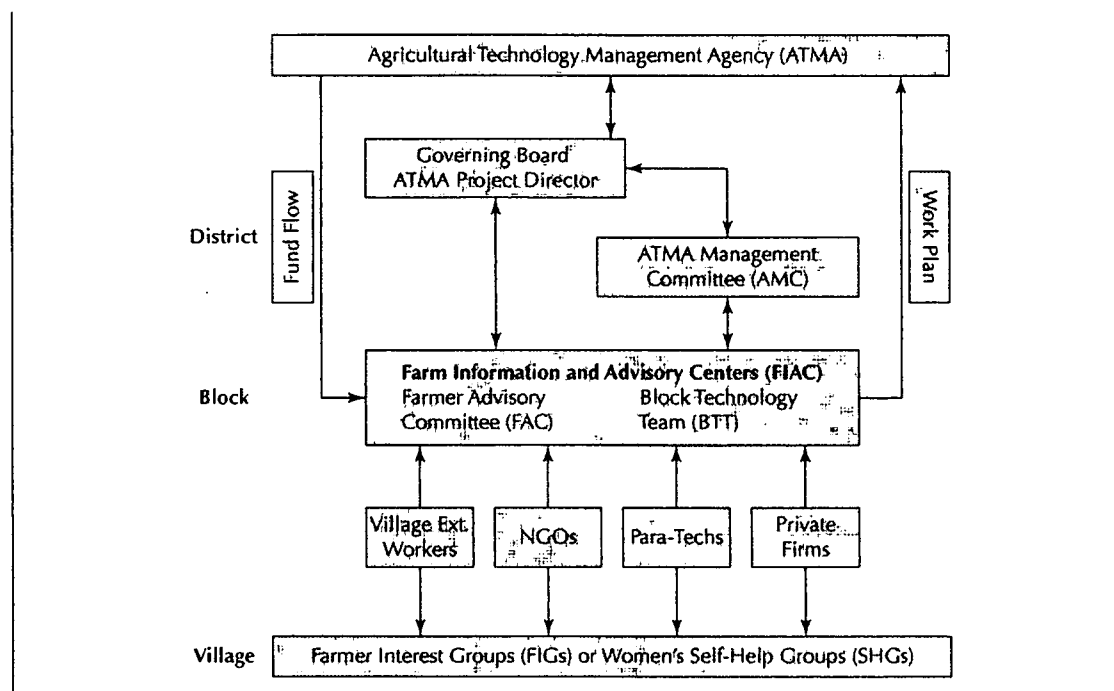 Agricultural Technology Management Agency (ATMA)
Governing Board
ATMA Project Director
Fund Flow
Work Plan
District
ATMA Management
Committee (AMC)
Farm Information and Advisory Centers (FIAC)
Block
Farmer Advisory
Committee (FAC)
Block Technology
Team (BTT)
Village Ext.
Workers
NGOs
Para-Techs
Private
Firms
Village
Farmer Interest Groups (FIGs) or Women's Self-Help Groups (SHGs)